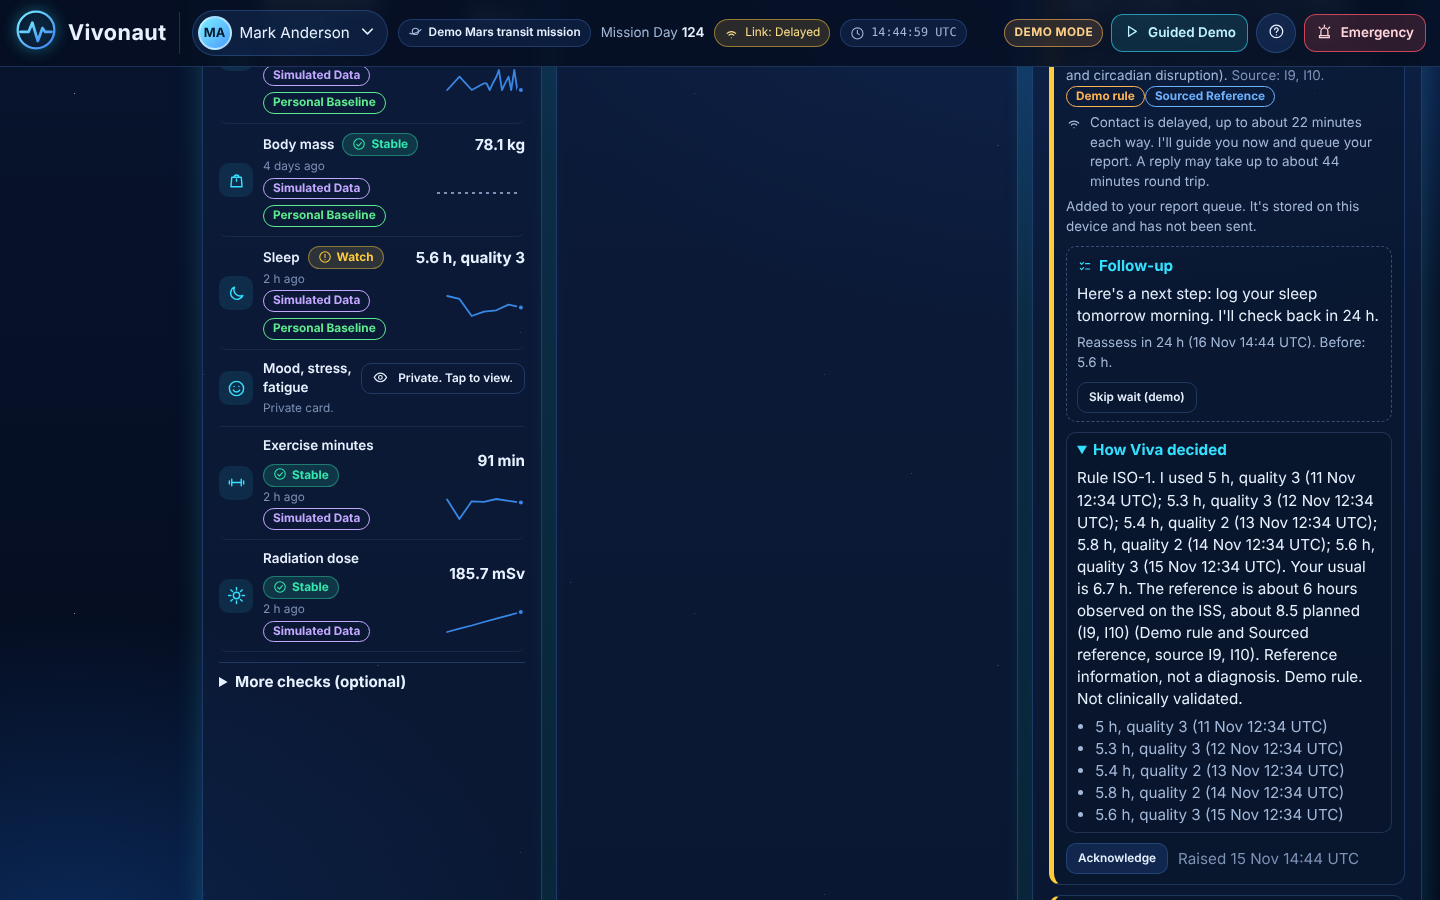 Vivonaut
MA Mark Anderson
Demo Mars transit mission
Mission Day 124
Link: Delayed
14:44:59 UTC
DEMO MODE
Guided Demo
Emergency
Simulated Data
Personal Baseline
Body mass Stable 78.1 kg
4 days ago
Simulated Data
Personal Baseline
Sleep Watch 5.6 h, quality 3
2 h ago
Simulated Data
Personal Baseline
Mood, stress,
fatigue
Private. Tap to view.
Private card.
Exercise minutes
91 min
Stable
2 h ago
Simulated Data
Radiation dose
185.7 mSv
Stable
2 h ago
Simulated Data
More checks (optional)
and circadian disruption). Source: I9, I10.
Demo rule Sourced Reference
Contact is delayed, up to about 22 minutes
each way. I'll guide you now and queue your
report. A reply may take up to about 44
minutes round trip.
Added to your report queue. It's stored on this
device and has not been sent.
Follow-up
Here's a next step: log your sleep
tomorrow morning. I'll check back in 24 h.
Reassess in 24 h (16 Nov 14:44 UTC). Before:
5.6 h.
Skip wait (demo)
How Viva decided
Rule ISO-1. I used 5 h, quality 3 (11 Nov
12:34 UTC); 5.3 h, quality 3 (12 Nov 12:34
UTC); 5.4 h, quality 2 (13 Nov 12:34 UTC);
5.8 h, quality 2 (14 Nov 12:34 UTC); 5.6 h,
quality 3 (15 Nov 12:34 UTC). Your usual
is 6.7 h. The reference is about 6 hours
observed on the ISS, about 8.5 planned
(I9, I10) (Demo rule and Sourced
reference, source I9, I10). Reference
information, not a diagnosis. Demo rule.
Not clinically validated.
• 5 h, quality 3 (11 Nov 12:34 UTC)
• 5.3 h, quality 3 (12 Nov 12:34 UTC)
• 5.4 h, quality 2 (13 Nov 12:34 UTC)
• 5.8 h, quality 2 (14 Nov 12:34 UTC)
• 5.6 h, quality 3 (15 Nov 12:34 UTC)
Acknowledge
Raised 15 Nov 14:44 UTC